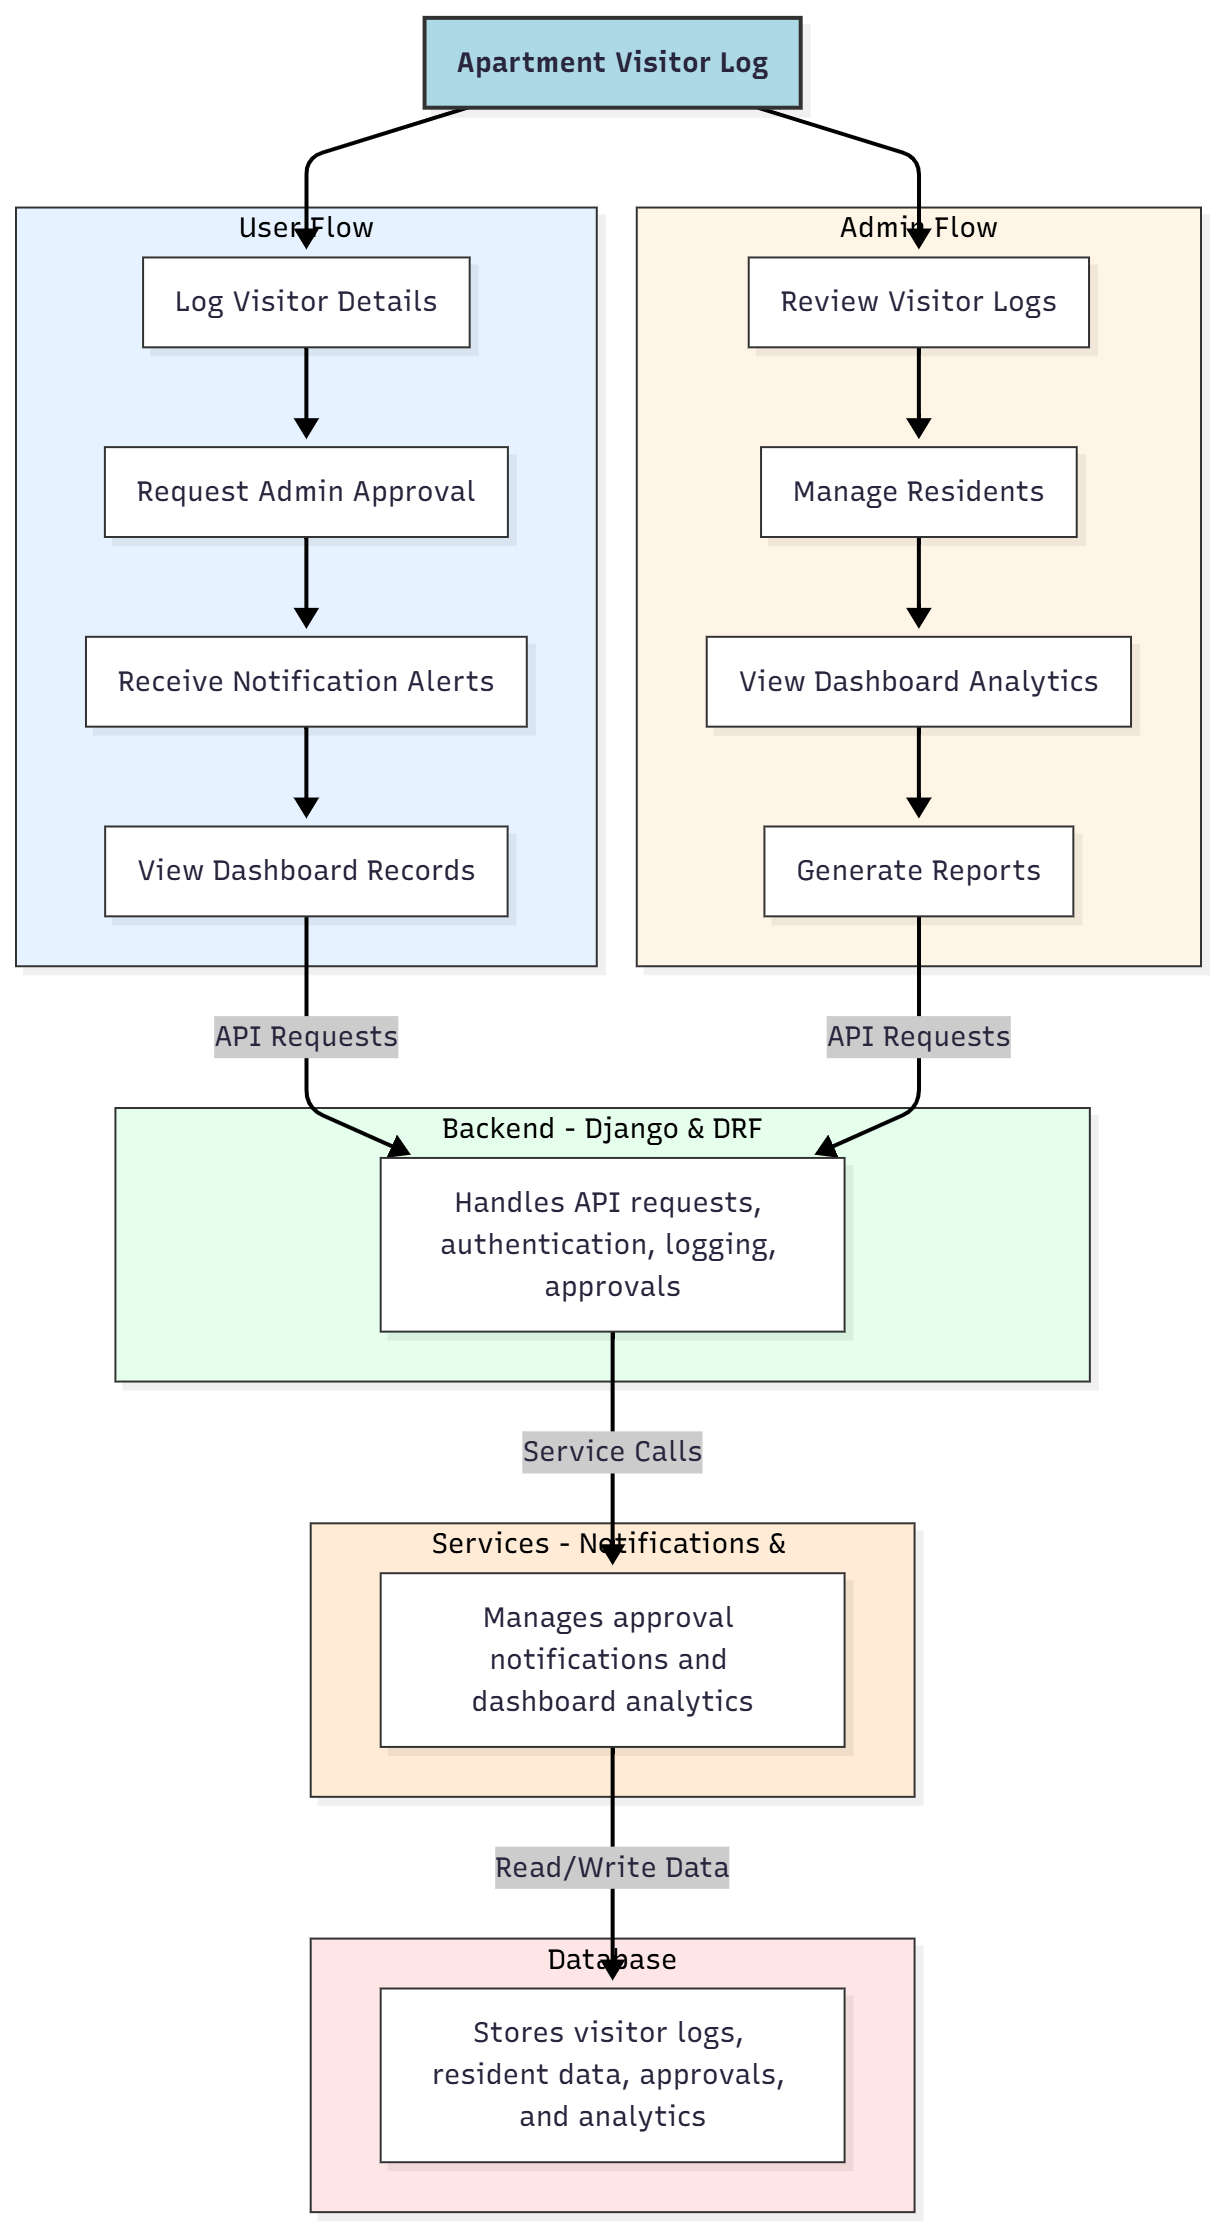 Apartment Visitor Log
User Flow
Log Visitor Details
Request Admin Approval
Receive Notification Alerts
View Dashboard Records
Admin Flow
Review Visitor Logs
Manage Residents
View Dashboard Analytics
Generate Reports
API Requests
API Requests
Backend - Django & DRF
Handles API requests,
authentication, logging,
approvals
Service Calls
Services - Notifications &
Manages approval
notifications and
dashboard analytics
Read/Write Data
Database
Stores visitor logs,
resident data, approvals,
and analytics